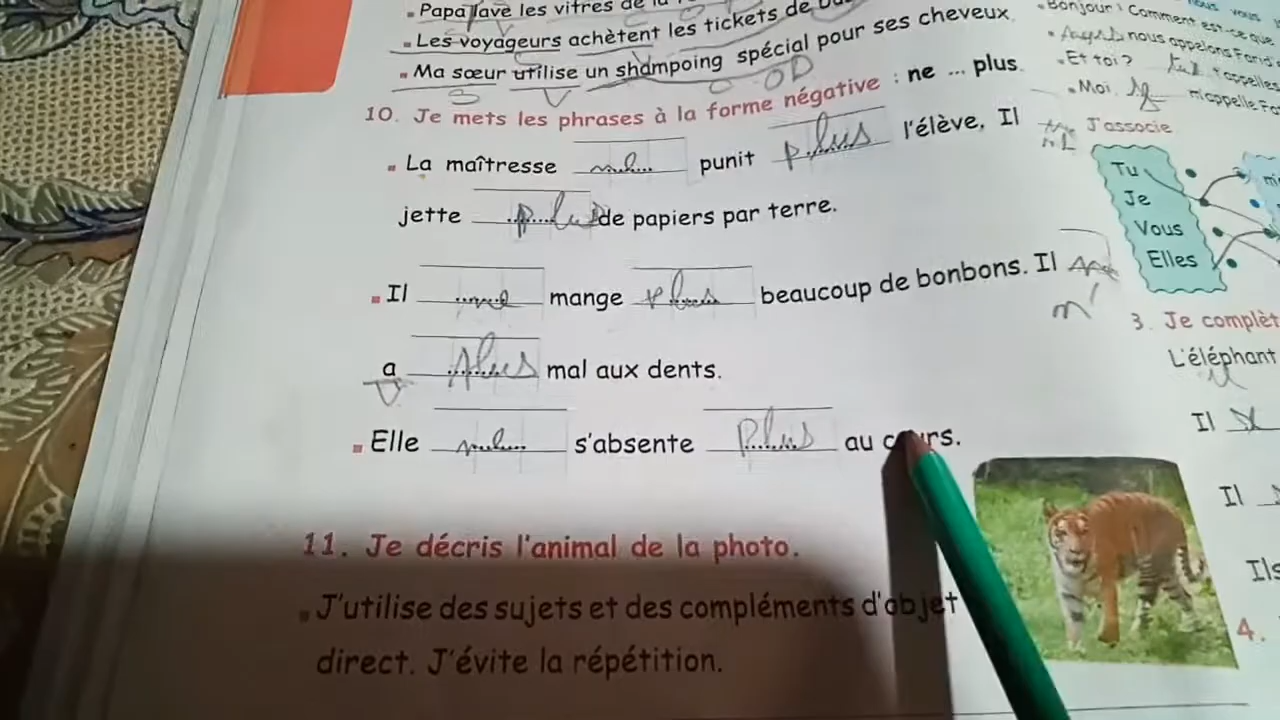 Papa lave les vitres de la
Les voyageurs achètent les tickets de bus
Ma sœur utilise un shampoing spécial pour ses cheveux
S V OD
10. Je mets les phrases à la forme négative : ne ... plus.
La maîtresse ne punit plus l'élève. Il
jette plus de papiers par terre.
Il ne mange plus beaucoup de bonbons. Il
m'
a plus mal aux dents.
V
Elle ne s'absente plus au cours.
11. Je décris l'animal de la photo.
J'utilise des sujets et des compléments d'objet
direct. J'évite la répétition.
Bonjour ! Comment est-ce que
nous appelons Farid
Et toi ? t'appelles
Moi, m'appelle
J'associe
Tu
Je
Vous
Elles
3. Je complèt
L'éléphant
Il
Il
Ils
4.